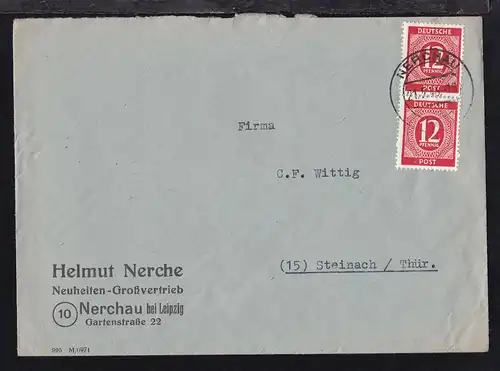 DEUTSCHE
12
PFENNIG
POST
DEUTSCHE
12
PFENNIG
POST
NERCHAU
Firma
C.F. Wittig
(15) Steinach / Thür.
Helmut Nerche
Neuheiten-Großvertrieb
10 Nerchau bei Leipzig
Gartenstraße 22